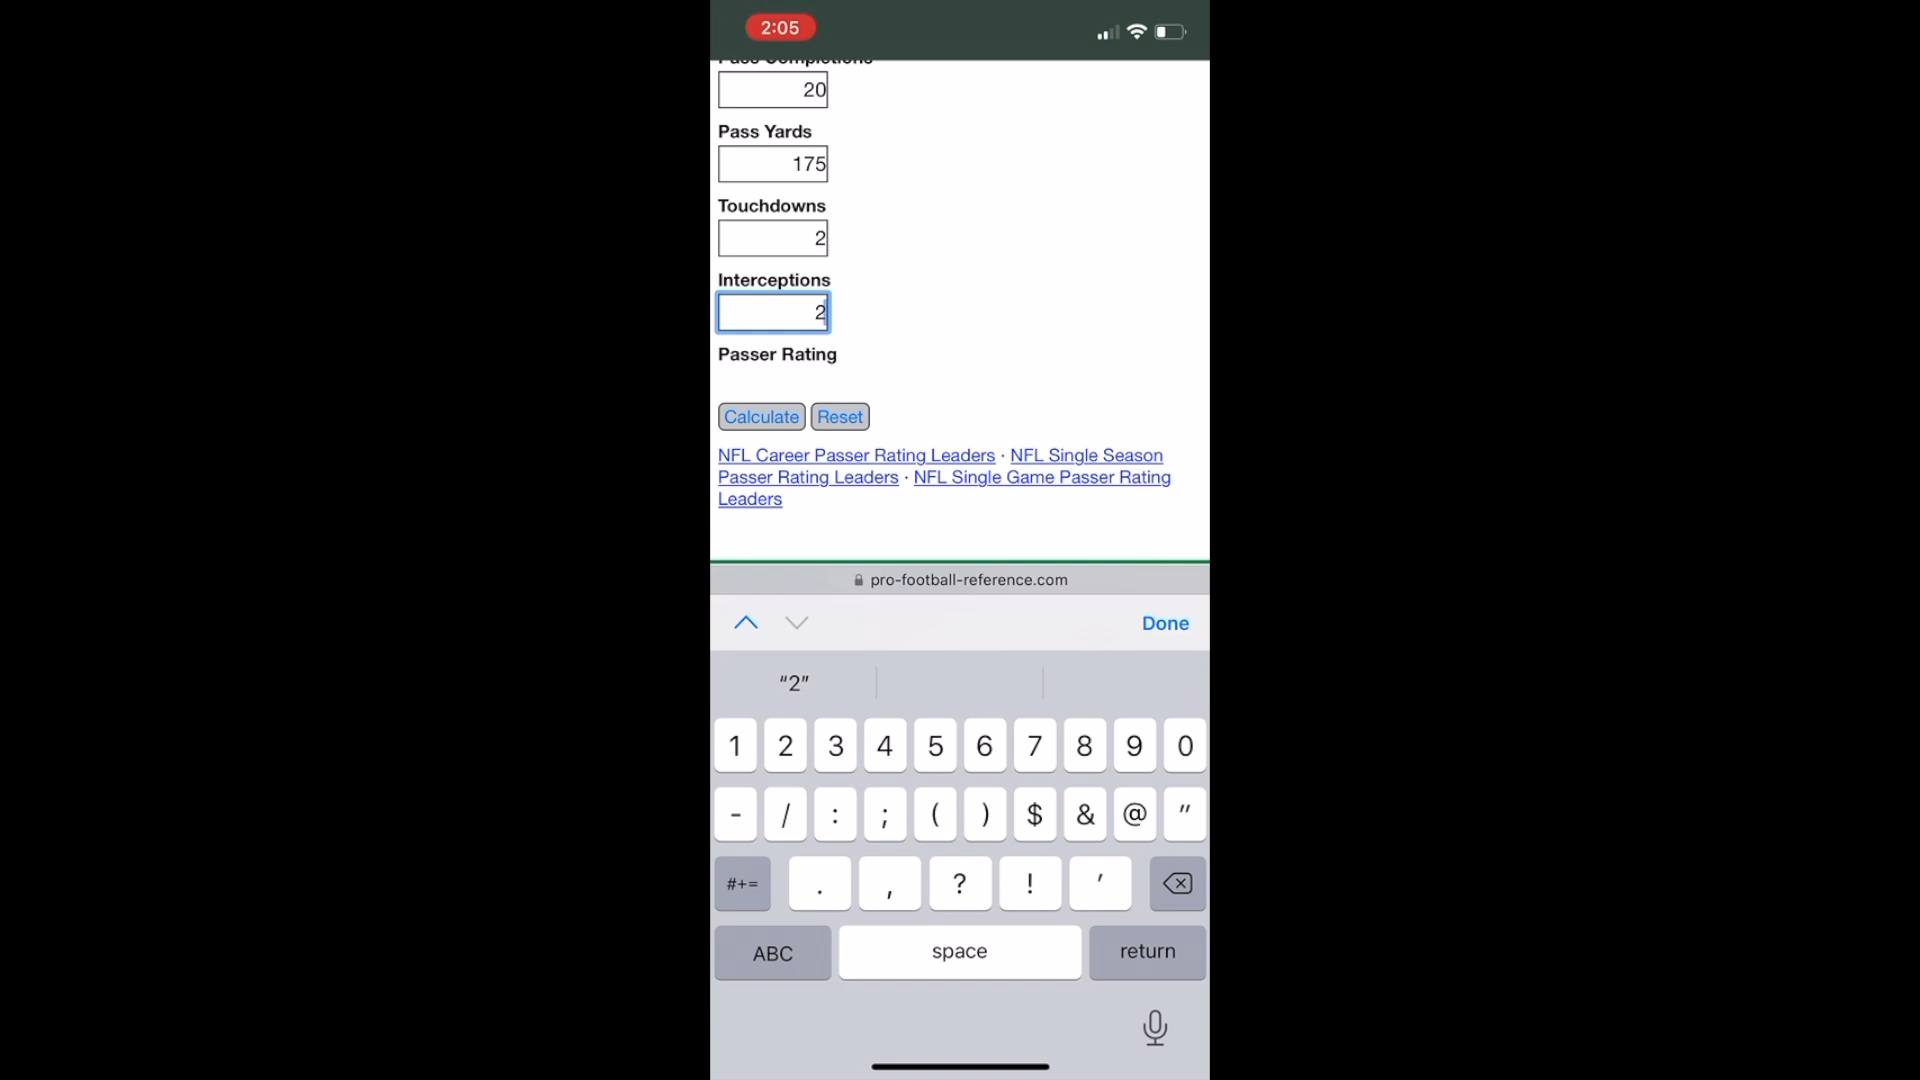 2:05
Pass Completions
20
Pass Yards
175
Touchdowns
2
Interceptions
2
Passer Rating
Calculate Reset
NFL Career Passer Rating Leaders · NFL Single Season
Passer Rating Leaders · NFL Single Game Passer Rating
Leaders
pro-football-reference.com
Done
“2”
1 2 3 4 5 6 7 8 9 0
- / : ; ( ) $ & @ "
#+= . , ? ! '
ABC space return